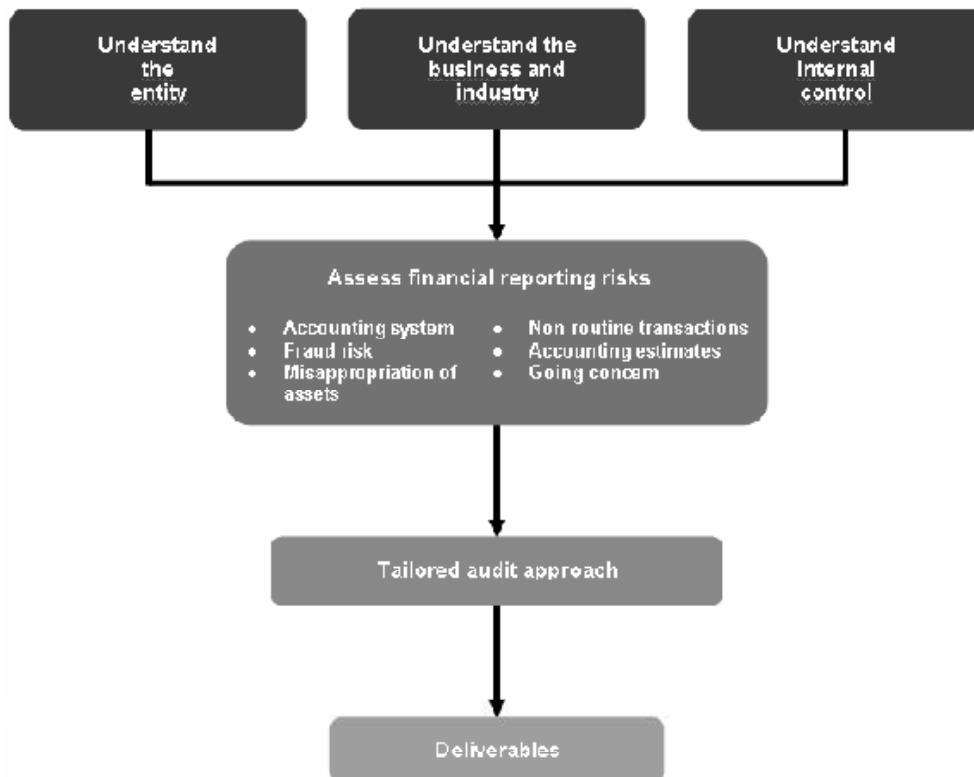 Understand
the
entity
Understand the
business and
industry
Understand
Internal
control
Assess financial reporting risks
• Accounting system
• Fraud risk
• Misappropriation of
assets
• Non routine transactions
• Accounting estimates
• Going concern
Tailored audit approach
Deliverables